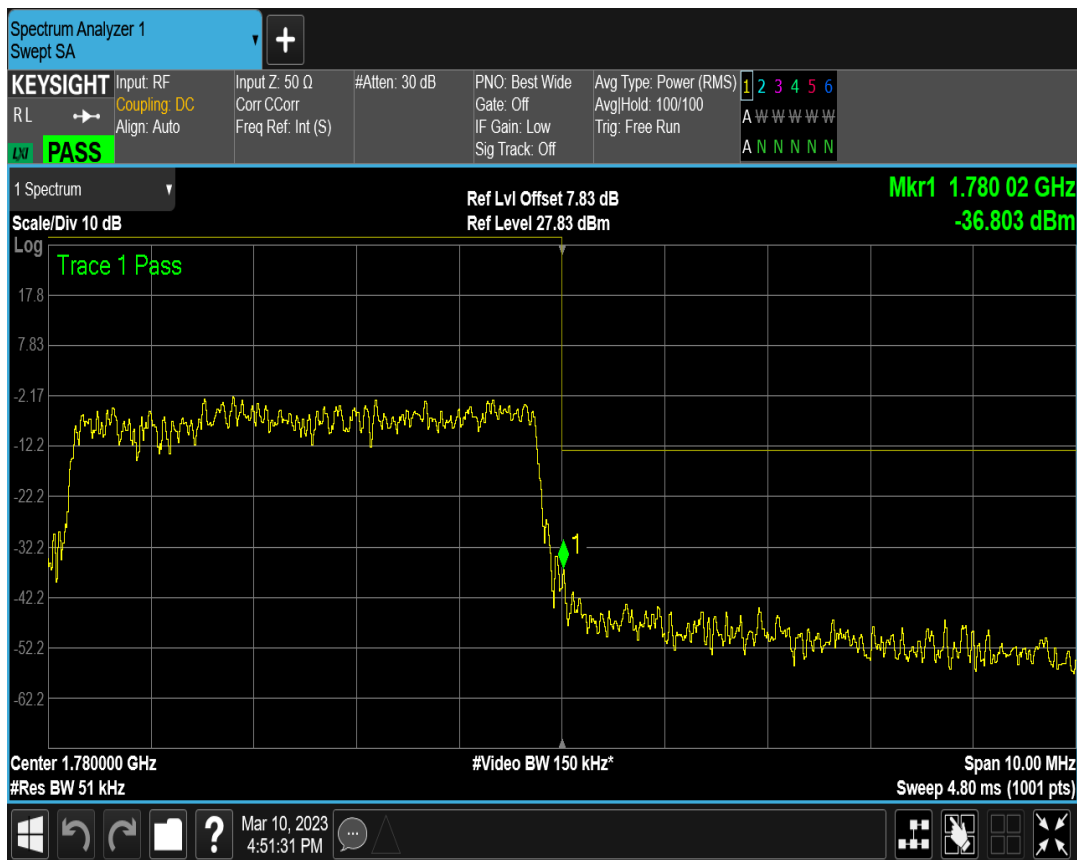 Spectrum Analyzer 1
Swept SA
+
KEYSIGHT
R L
LXI PASS
Input: RF
Coupling: DC
Align: Auto
Input Z: 50 Ω
Corr CCorr
Freq Ref: Int (S)
#Atten: 30 dB
PNO: Best Wide
Gate: Off
IF Gain: Low
Sig Track: Off
Avg Type: Power (RMS)
Avg|Hold: 100/100
Trig: Free Run
1 2 3 4 5 6
A W W W W W
A N N N N N
1 Spectrum
Scale/Div 10 dB
Ref Lvl Offset 7.83 dB
Ref Level 27.83 dBm
Mkr1 1.780 02 GHz
-36.803 dBm
Log
Trace 1 Pass
17.8
7.83
-2.17
-12.2
-22.2
-32.2
1
-42.2
-52.2
-62.2
Center 1.780000 GHz
#Video BW 150 kHz*
Span 10.00 MHz
#Res BW 51 kHz
Sweep 4.80 ms (1001 pts)
?
Mar 10, 2023
4:51:31 PM